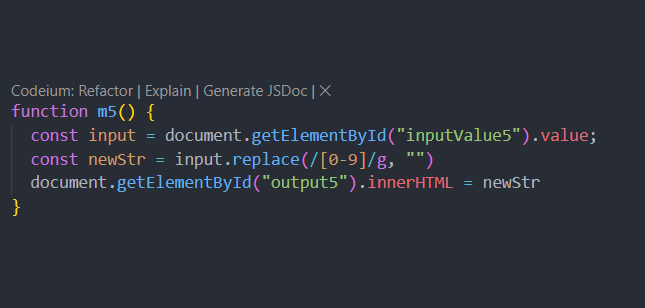 Codeium: Refactor | Explain | Generate JSDoc | ×
function m5() {
  const input = document.getElementById("inputValue5").value;
  const newStr = input.replace(/[0-9]/g, "")
  document.getElementById("output5").innerHTML = newStr
}